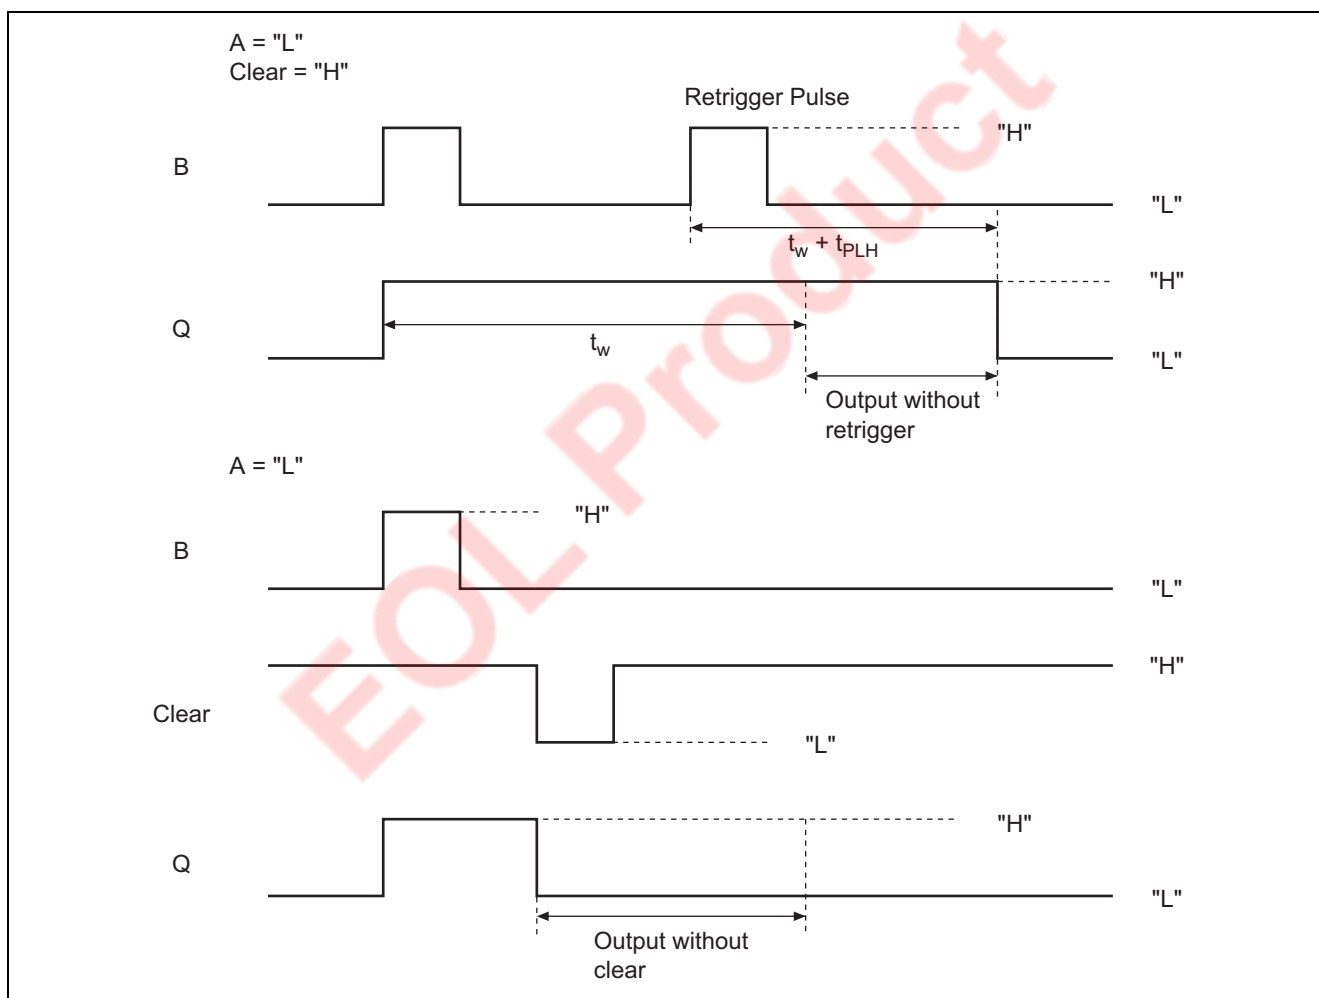 A = "L"
Clear = "H"
Retrigger Pulse
"H"
B
"L"
tw + tPLH
"H"
Q
tw
"L"
Output without
retrigger
A = "L"
"H"
B
"L"
"H"
Clear
"L"
"H"
Q
"L"
Output without
clear
EOL Product